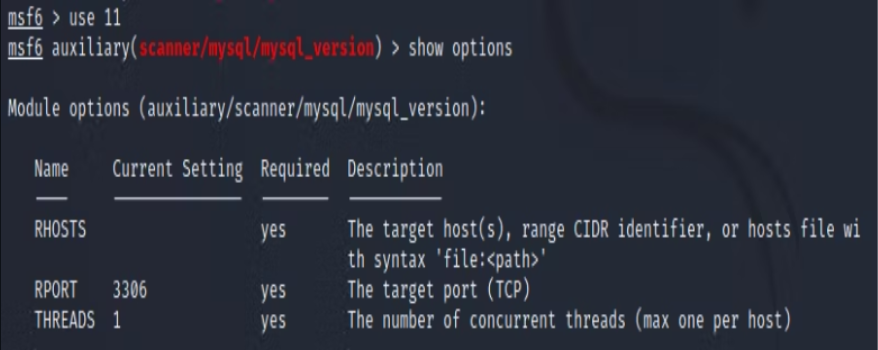 msf6 > use 11
msf6 auxiliary(scanner/mysql/mysql_version) > show options
Module options (auxiliary/scanner/mysql/mysql_version):
Name Current Setting Required Description
RHOSTS yes The target host(s), range CIDR identifier, or hosts file wi
th syntax 'file:<path>'
RPORT 3306 yes The target port (TCP)
THREADS 1 yes The number of concurrent threads (max one per host)